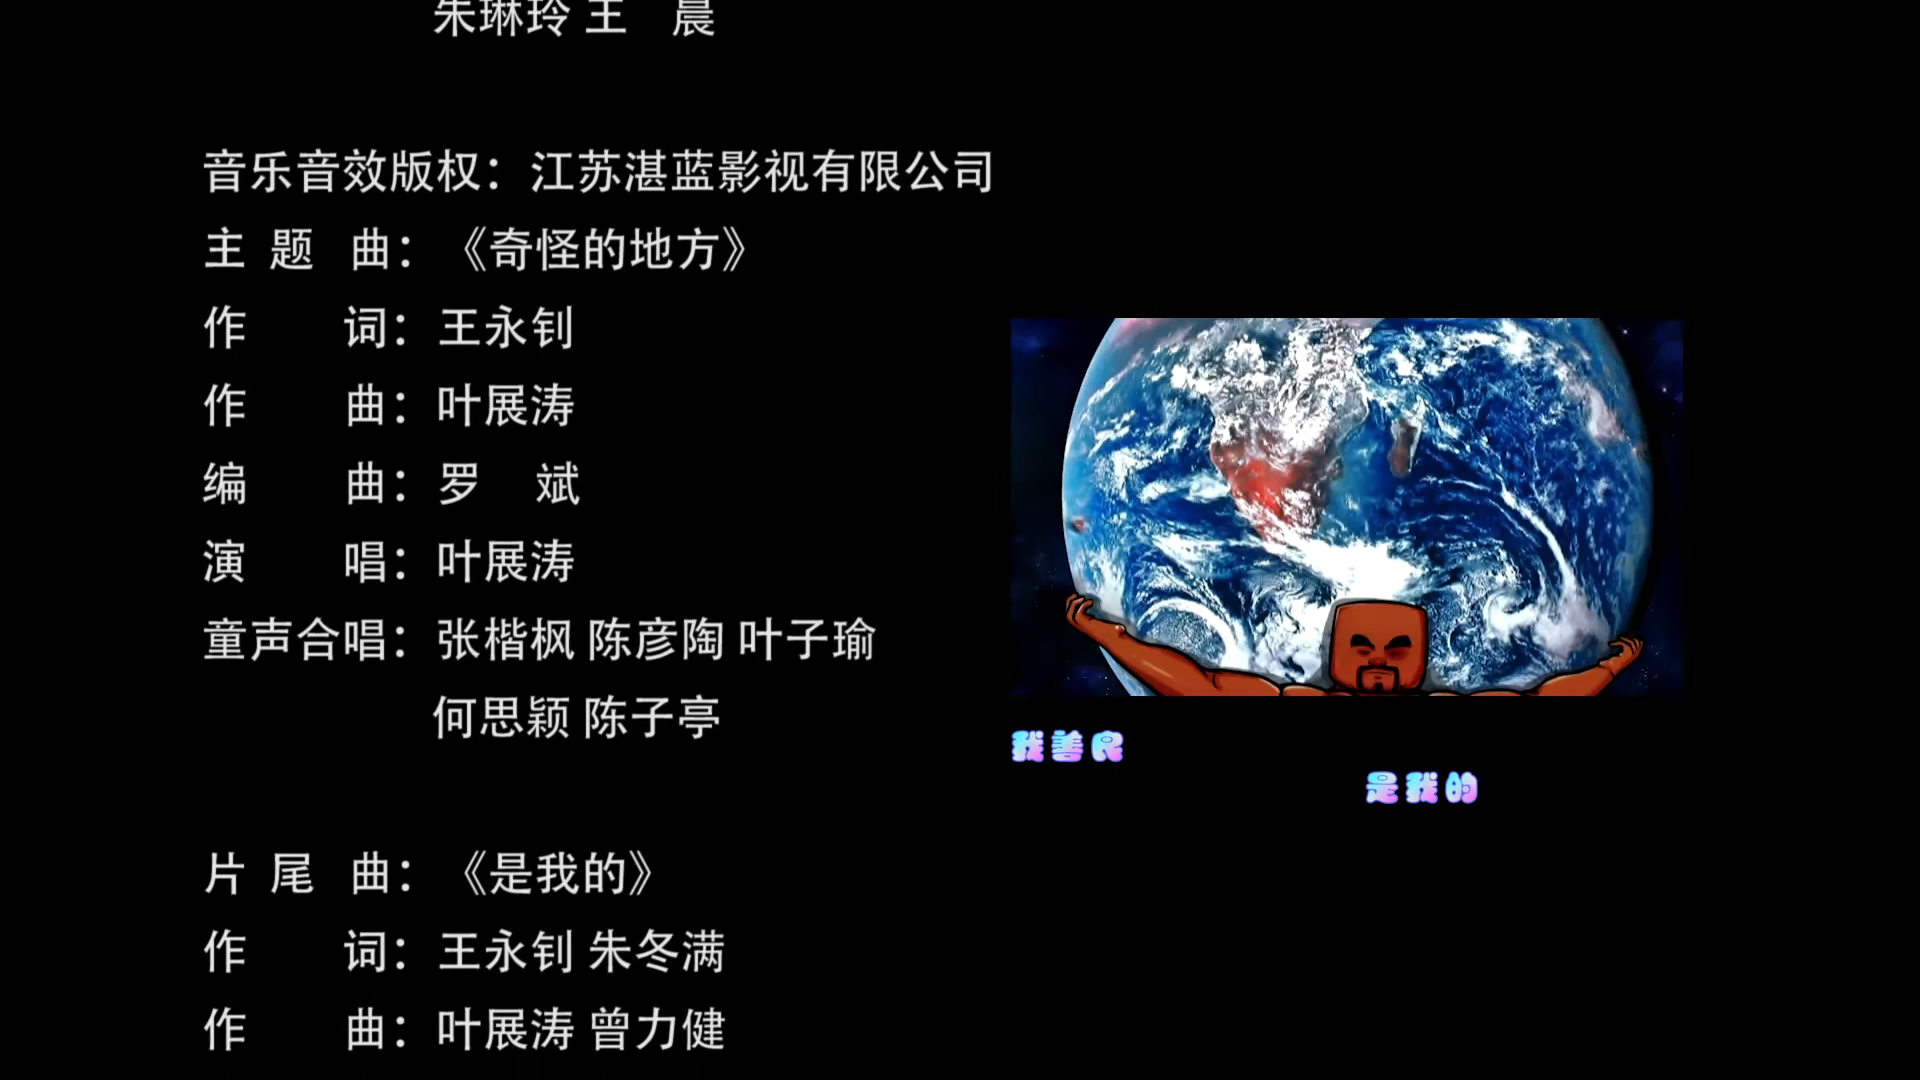 朱琳玲 王 晨
音乐音效版权：江苏湛蓝影视有限公司
主 题 曲：《奇怪的地方》
作 词：王永钊
作 曲：叶展涛
编 曲：罗 斌
演 唱：叶展涛
童声合唱：张楷枫 陈彦陶 叶子瑜
何思颖 陈子亭
片 尾 曲：《是我的》
作 词：王永钊 朱冬满
作 曲：叶展涛 曾力健
我善良
是我的